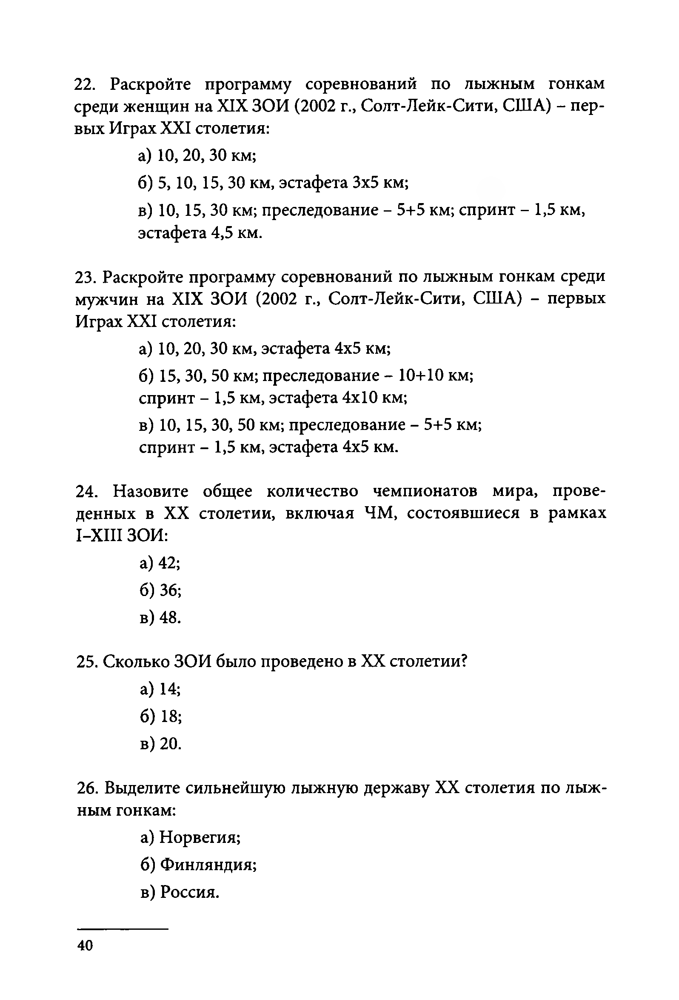 22. Раскройте программу соревнований по лыжным гонкам
среди женщин на XIX ЗОИ (2002 г., Солт-Лейк-Сити, США) – пер-
вых Играх XXI столетия:
а) 10, 20, 30 км;
б) 5, 10, 15, 30 км, эстафета 3х5 км;
в) 10, 15, 30 км; преследование – 5+5 км; спринт – 1,5 км,
эстафета 4,5 км.
23. Раскройте программу соревнований по лыжным гонкам среди
мужчин на XIX ЗОИ (2002 г., Солт-Лейк-Сити, США) – первых
Играх XXI столетия:
а) 10, 20, 30 км, эстафета 4х5 км;
б) 15, 30, 50 км; преследование – 10+10 км;
спринт – 1,5 км, эстафета 4х10 км;
в) 10, 15, 30, 50 км; преследование – 5+5 км;
спринт – 1,5 км, эстафета 4х5 км.
24. Назовите общее количество чемпионатов мира, прове-
денных в XX столетии, включая ЧМ, состоявшиеся в рамках
I–XIII ЗОИ:
а) 42;
б) 36;
в) 48.
25. Сколько ЗОИ было проведено в XX столетии?
а) 14;
б) 18;
в) 20.
26. Выделите сильнейшую лыжную державу XX столетия по лыж-
ным гонкам:
а) Норвегия;
б) Финляндия;
в) Россия.
40